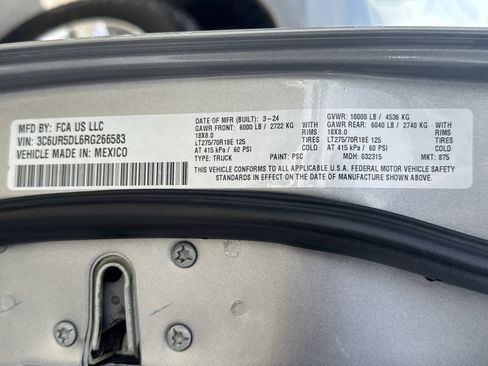 MFD BY: FCA US LLC
VIN: 3C6UR5DL6RG266583
VEHICLE MADE IN: MEXICO
DATE OF MFR (BUILT): 3-24 GVWR: 10000 LB / 4536 KG
GAWR FRONT: 6000 LB / 2722 KG WITH GAWR REAR: 6040 LB / 2740 KG WITH
18X8.0 RIMS 18X8.0 RIMS
LT275/70R18E 125 TIRES LT275/70R18E 125 TIRES
AT 415 kPa / 60 PSI COLD AT 415 kPa / 60 PSI COLD
TYPE: TRUCK PAINT: PSC MDH: 032315 MKT: 875
THIS VEHICLE CONFORMS TO ALL APPLICABLE U.S.A. FEDERAL MOTOR VEHICLE SAFETY
STANDARDS IN EFFECT ON THE DATE OF MANUFACTURE SHOWN ABOVE.